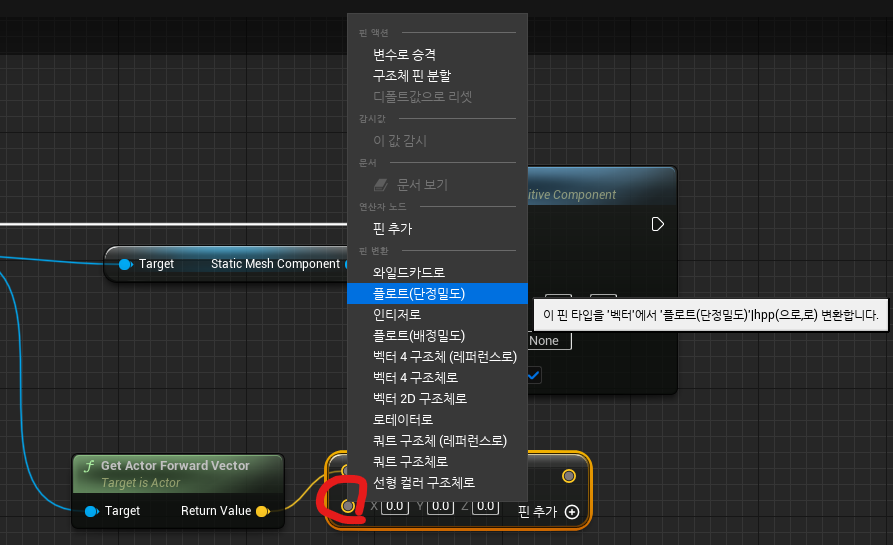 핀 액션
변수로 승격
구조체 핀 분할
디폴트값으로 리셋
감시값
이 값 감시
문서
문서 보기
연산자 노드
핀 추가
핀 변환
와일드카드로
플로트(단정밀도)
인티저로
플로트(배정밀도)
벡터 4 구조체 (레퍼런스로)
벡터 4 구조체로
벡터 2D 구조체로
로테이터로
쿼트 구조체 (레퍼런스로)
쿼트 구조체로
선형 컬러 구조체로
itive Component
Target
Static Mesh Component
이 핀 타입을 '벡터'에서 '플로트(단정밀도)'|hpp(으로,로) 변환합니다.
None
f Get Actor Forward Vector
Target is Actor
Target
Return Value
X 0.0 Y 0.0 Z 0.0
핀 추가